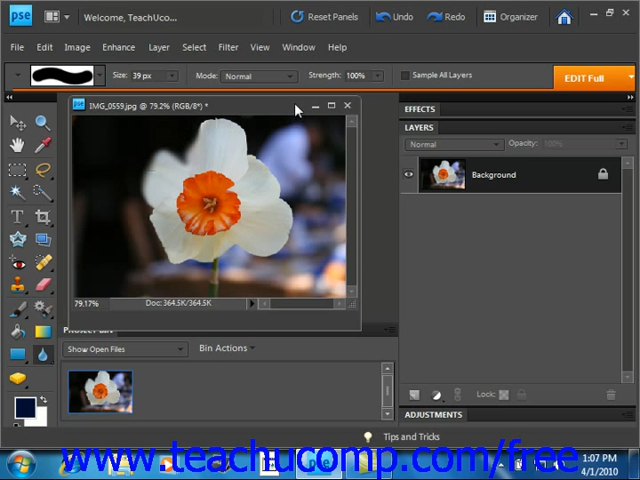 pse Welcome, TeachUco... Reset Panels Undo Redo Organizer
File Edit Image Enhance Layer Select Filter View Window Help
Size: 39 px Mode: Normal Strength: 100% Sample All Layers EDIT Full
IMG_0559.jpg @ 79.2% (RGB/8*) *
EFFECTS
LAYERS
Normal Opacity:
Background
T
79.17% Doc: 364.5K/364.5K
PROJECT BIN
Show Open Files Bin Actions
Lock:
ADJUSTMENTS
Tips and Tricks
www.teachucomp.com/free
pse
1:07 PM
4/1/2010